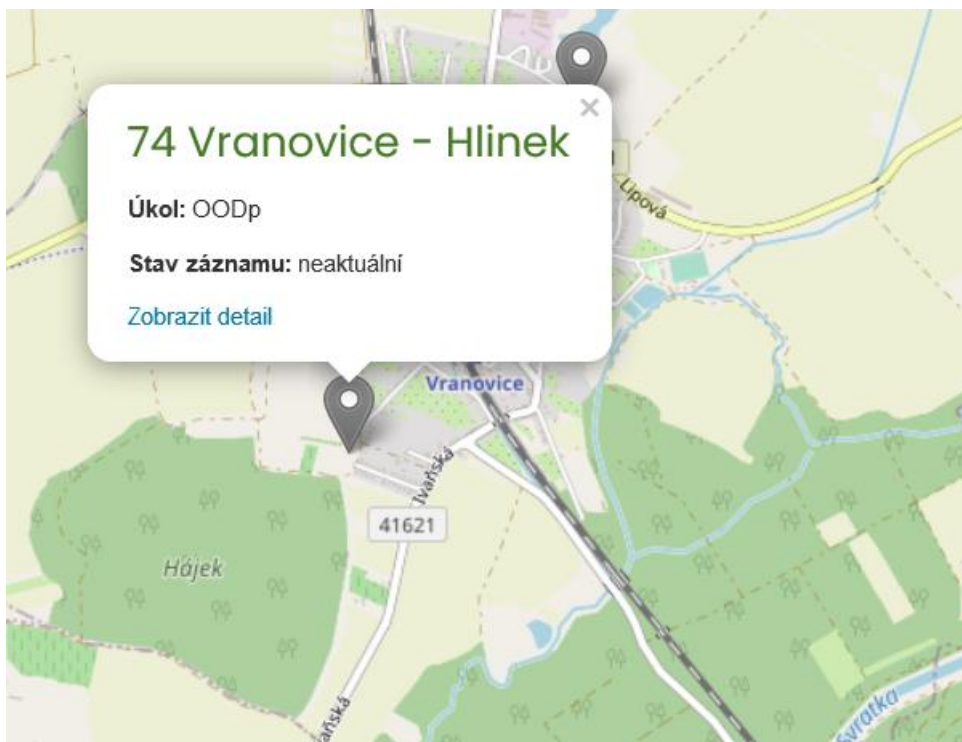 ×
74 Vranovice - Hlinek
Úkol: OODp
Stav záznamu: neaktuální
Zobrazit detail
Lipová
Vranovice
Ivaňská
41621
Hájek
Svratka